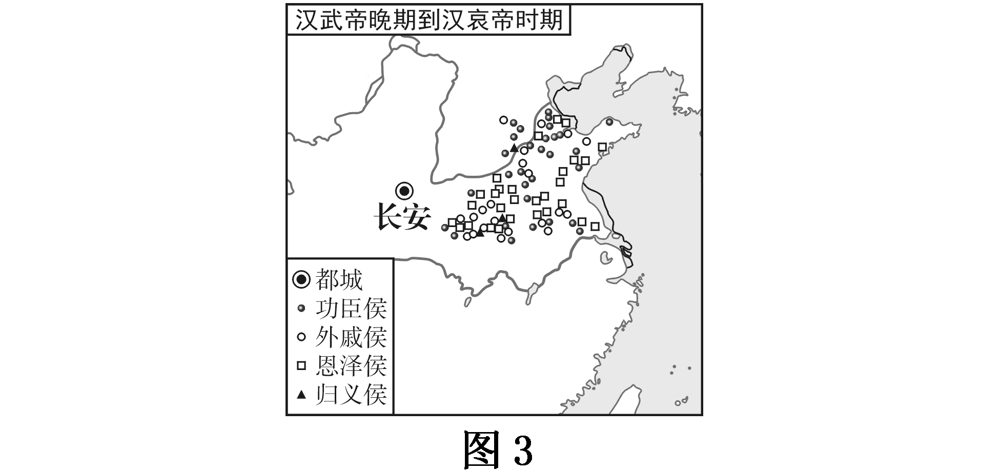 汉武帝晚期到汉哀帝时期
长安
都城
功臣侯
外戚侯
恩泽侯
归义侯
图3